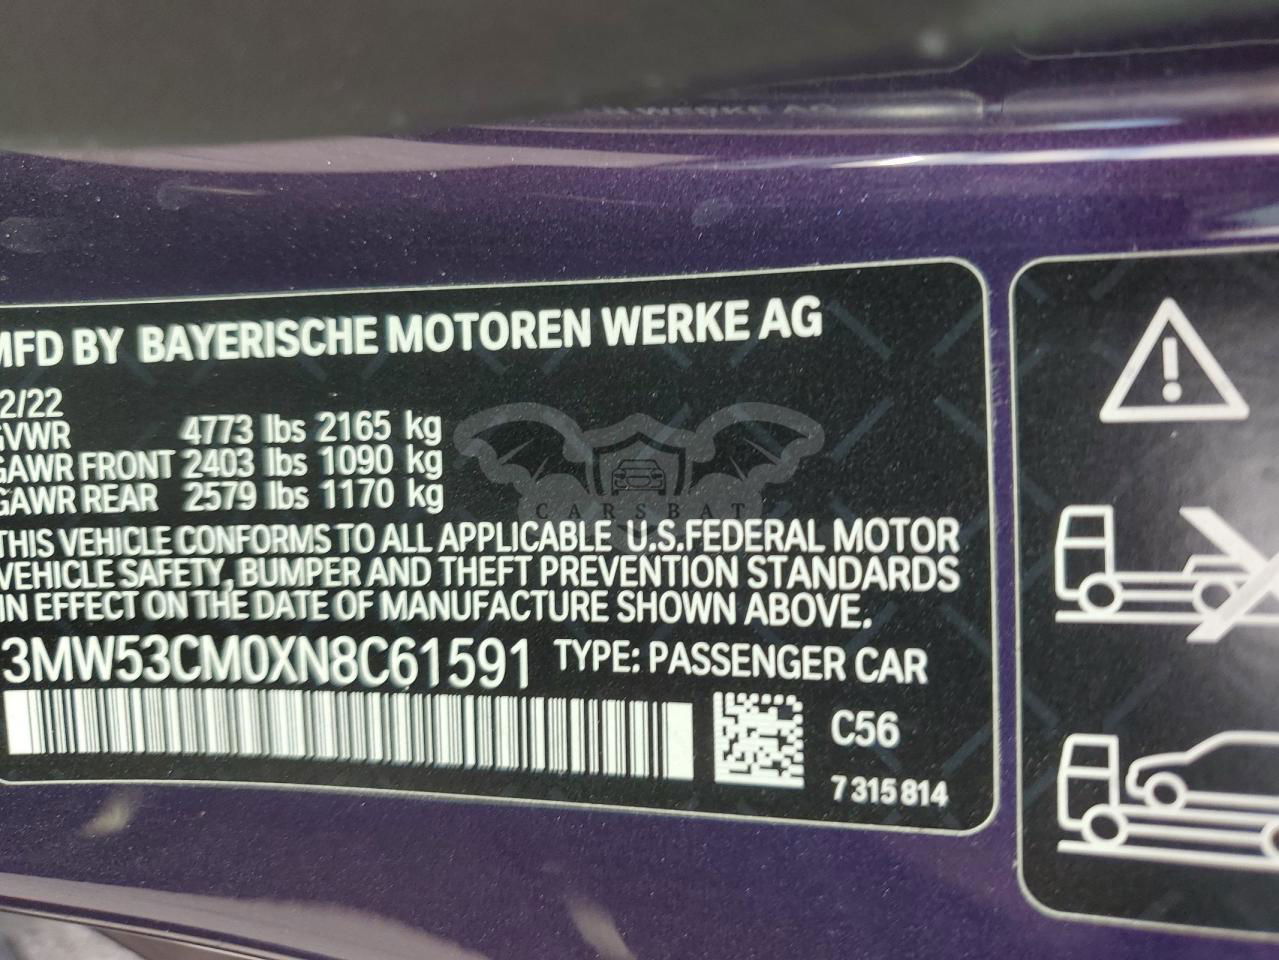 MFD BY BAYERISCHE MOTOREN WERKE AG
2/22
GVWR 4773 lbs 2165 kg
GAWR FRONT 2403 lbs 1090 kg
GAWR REAR 2579 lbs 1170 kg
THIS VEHICLE CONFORMS TO ALL APPLICABLE U.S.FEDERAL MOTOR
VEHICLE SAFETY, BUMPER AND THEFT PREVENTION STANDARDS
IN EFFECT ON THE DATE OF MANUFACTURE SHOWN ABOVE.
3MW53CM0XN8C61591 TYPE: PASSENGER CAR
C56
7 315 814
CARSBAT
WERKE AG